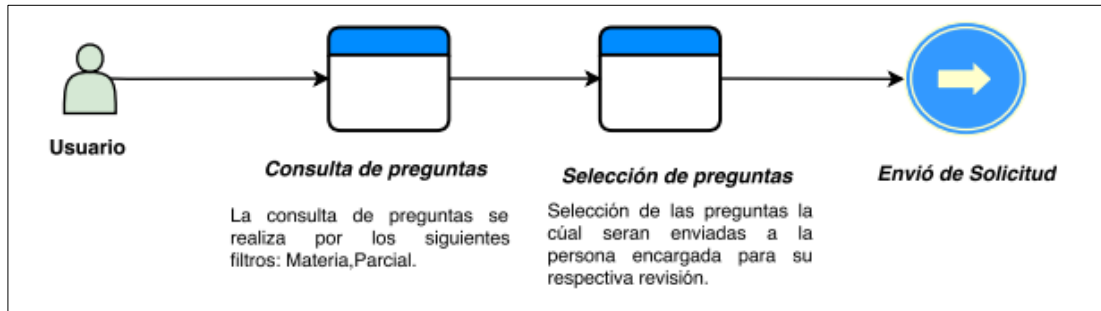 Usuario
Consulta de preguntas
La consulta de preguntas se
realiza por los siguientes
filtros: Materia,Parcial.
Selección de preguntas
Selección de las preguntas la
cúal seran enviadas a la
persona encargada para su
respectiva revisión.
Envió de Solicitud